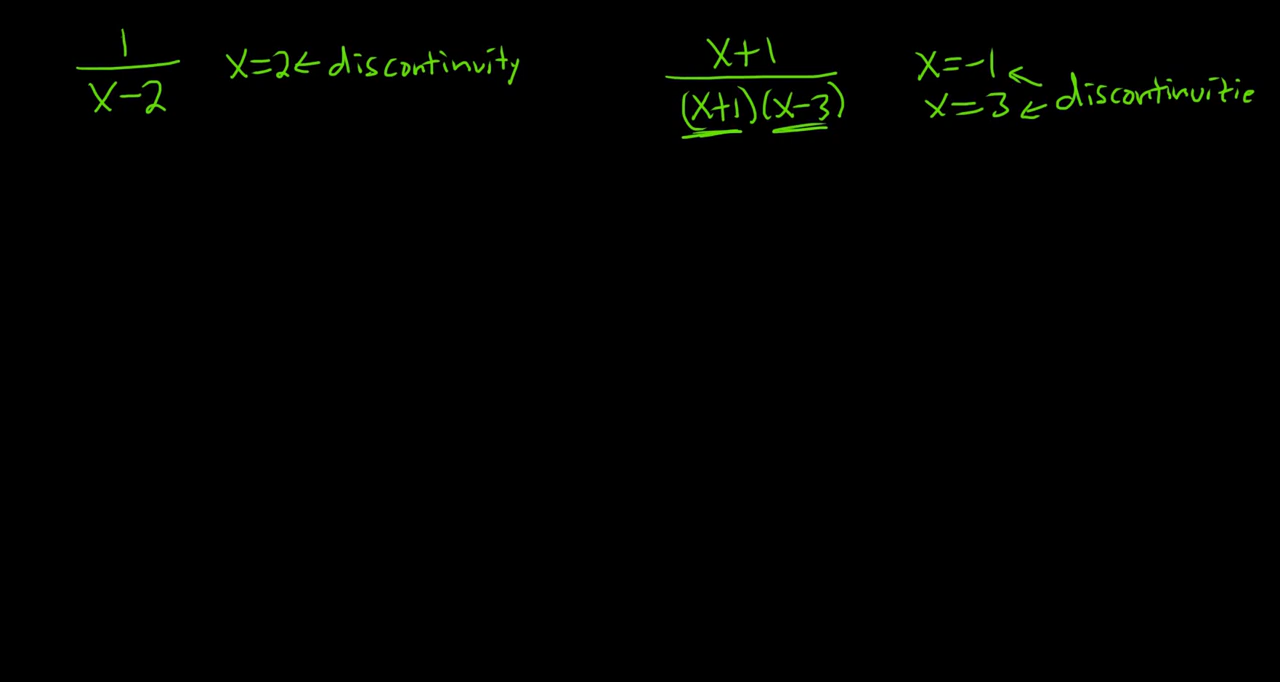 1
x-2
x=2 ← discontinuity
x+1
(x+1)(x-3)
x=-1 ←
x=3 ← discontinuitie